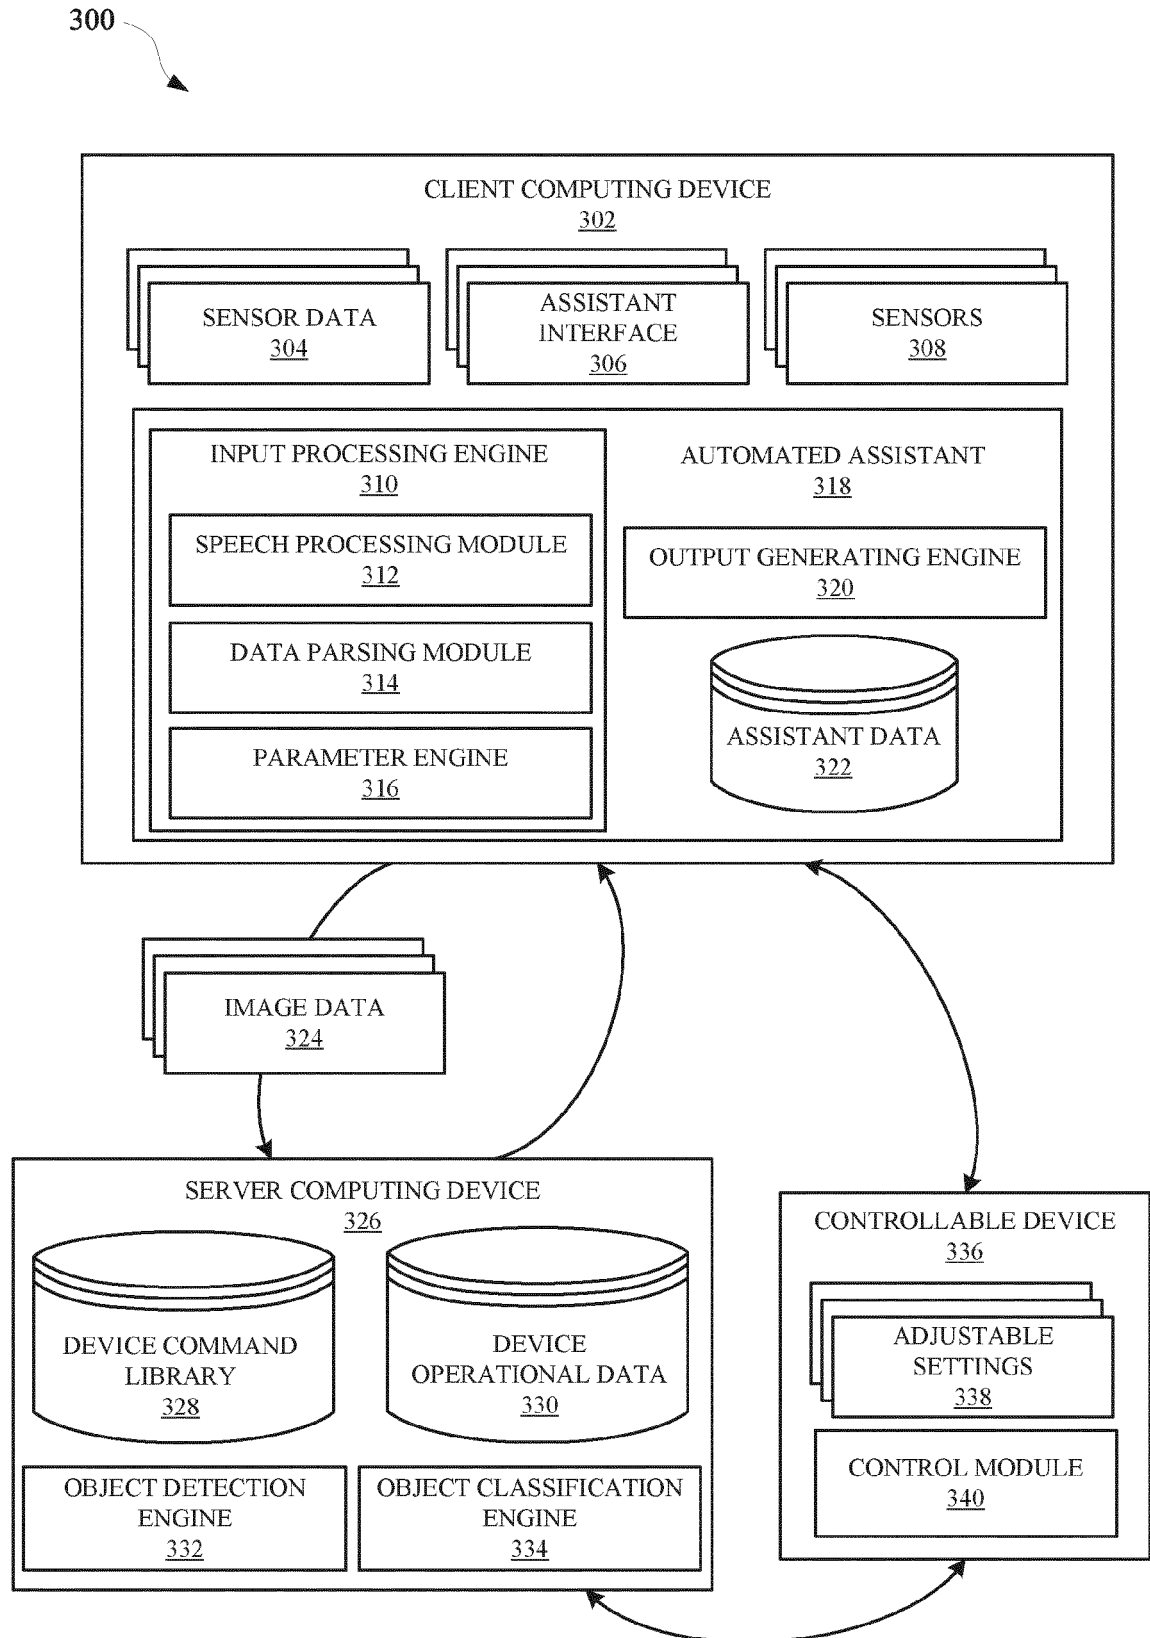 300
CLIENT COMPUTING DEVICE
302
SENSOR DATA
304
ASSISTANT
INTERFACE
306
SENSORS
308
INPUT PROCESSING ENGINE
310
SPEECH PROCESSING MODULE
312
DATA PARSING MODULE
314
PARAMETER ENGINE
316
AUTOMATED ASSISTANT
318
OUTPUT GENERATING ENGINE
320
ASSISTANT DATA
322
IMAGE DATA
324
SERVER COMPUTING DEVICE
326
DEVICE COMMAND
LIBRARY
328
DEVICE
OPERATIONAL DATA
330
OBJECT DETECTION
ENGINE
332
OBJECT CLASSIFICATION
ENGINE
334
CONTROLLABLE DEVICE
336
ADJUSTABLE
SETTINGS
338
CONTROL MODULE
340